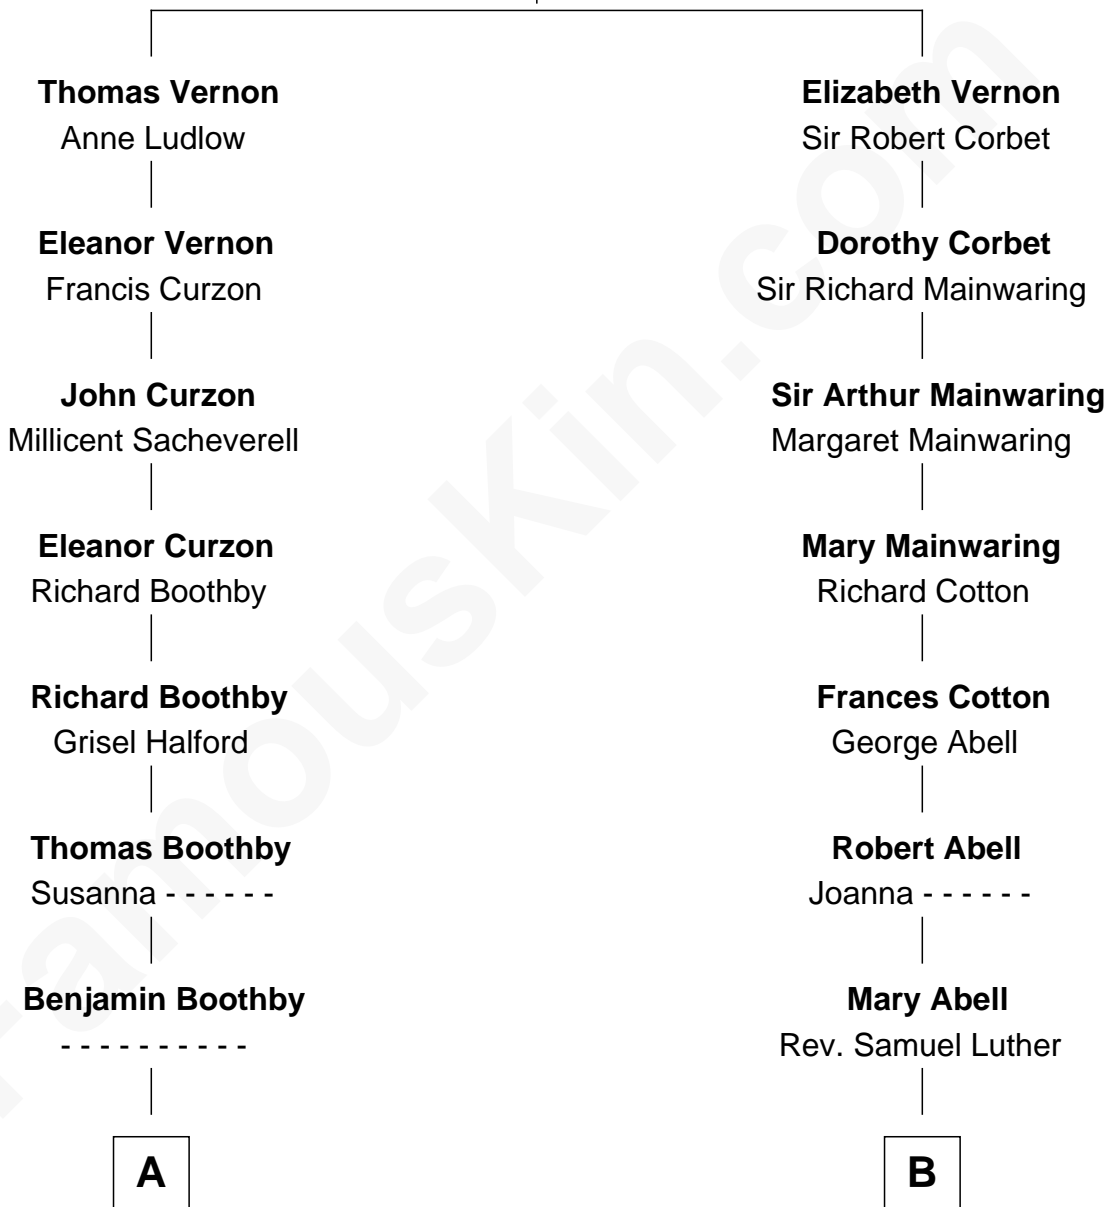 Thomas Vernon
Anne Ludlow
Eleanor Vernon
Francis Curzon
John Curzon
Millicent Sacheverell
Eleanor Curzon
Richard Boothby
Richard Boothby
Grisel Halford
Thomas Boothby
Susanna - - - - - -
Benjamin Boothby
- - - - - - - - - -
A
Elizabeth Vernon
Sir Robert Corbet
Dorothy Corbet
Sir Richard Mainwaring
Sir Arthur Mainwaring
Margaret Mainwaring
Mary Mainwaring
Richard Cotton
Frances Cotton
George Abell
Robert Abell
Joanna - - - - - -
Mary Abell
Rev. Samuel Luther
B
FamousKin.com